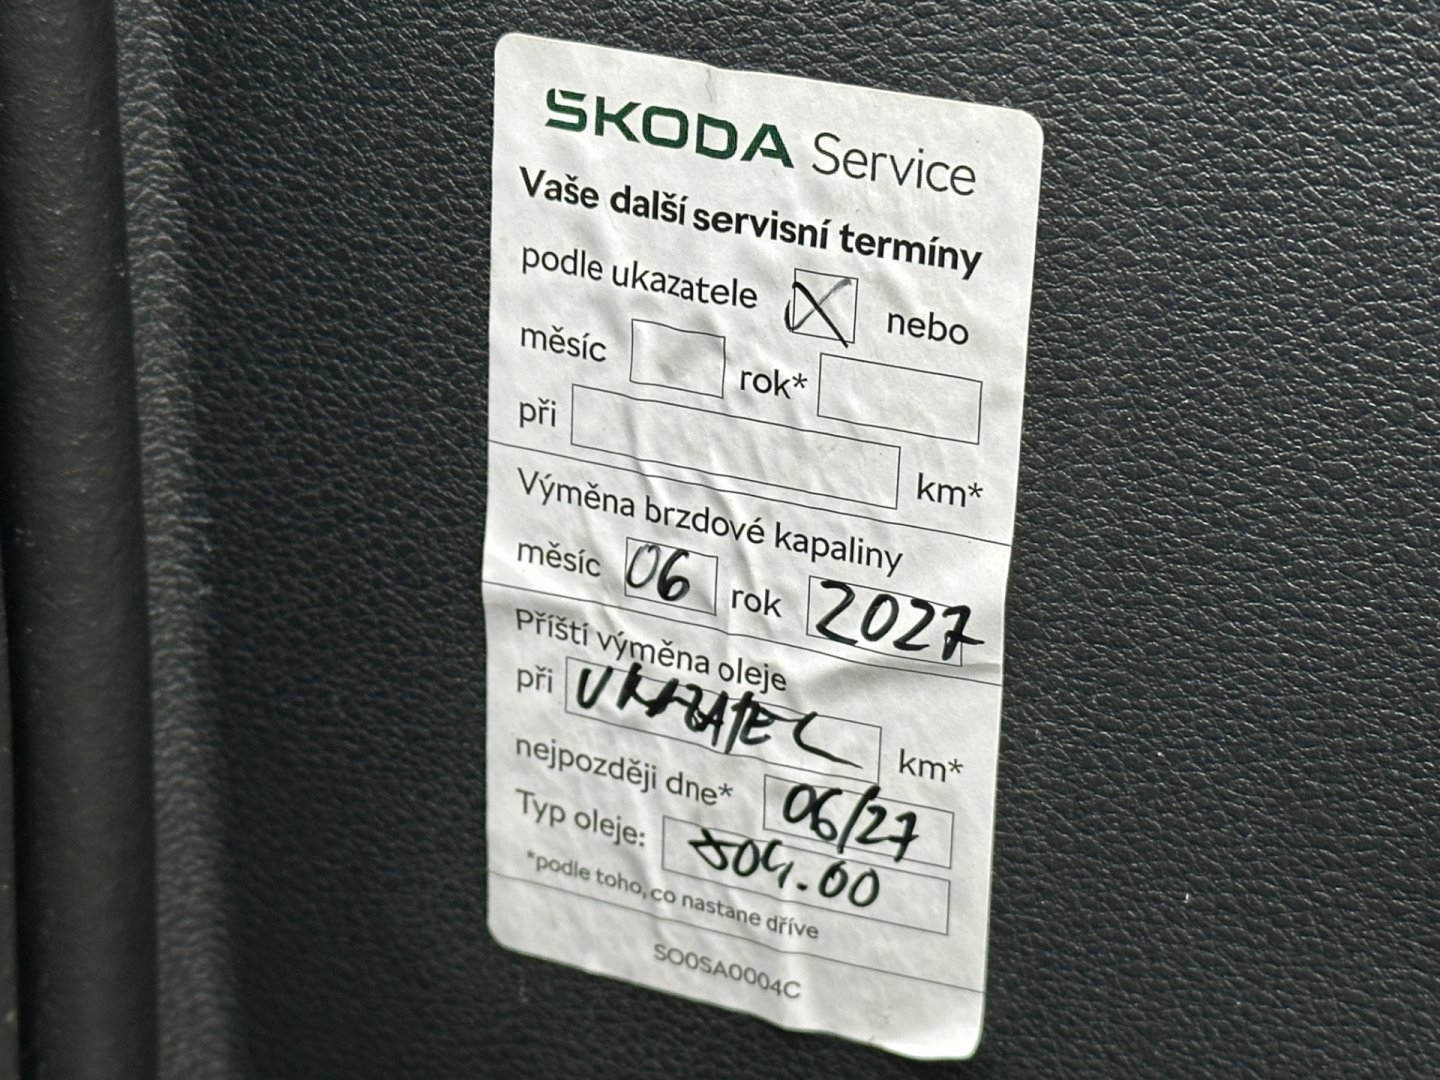 ŠKODA Service
Vaše další servisní termíny
podle ukazatele X nebo
měsíc rok*
při km*
Výměna brzdové kapaliny
měsíc 06 rok 2027
Příští výměna oleje
při UKAZATEL km*
nejpozději dne* 06/27
Typ oleje: 504.00
*podle toho, co nastane dříve
S00SA0004C